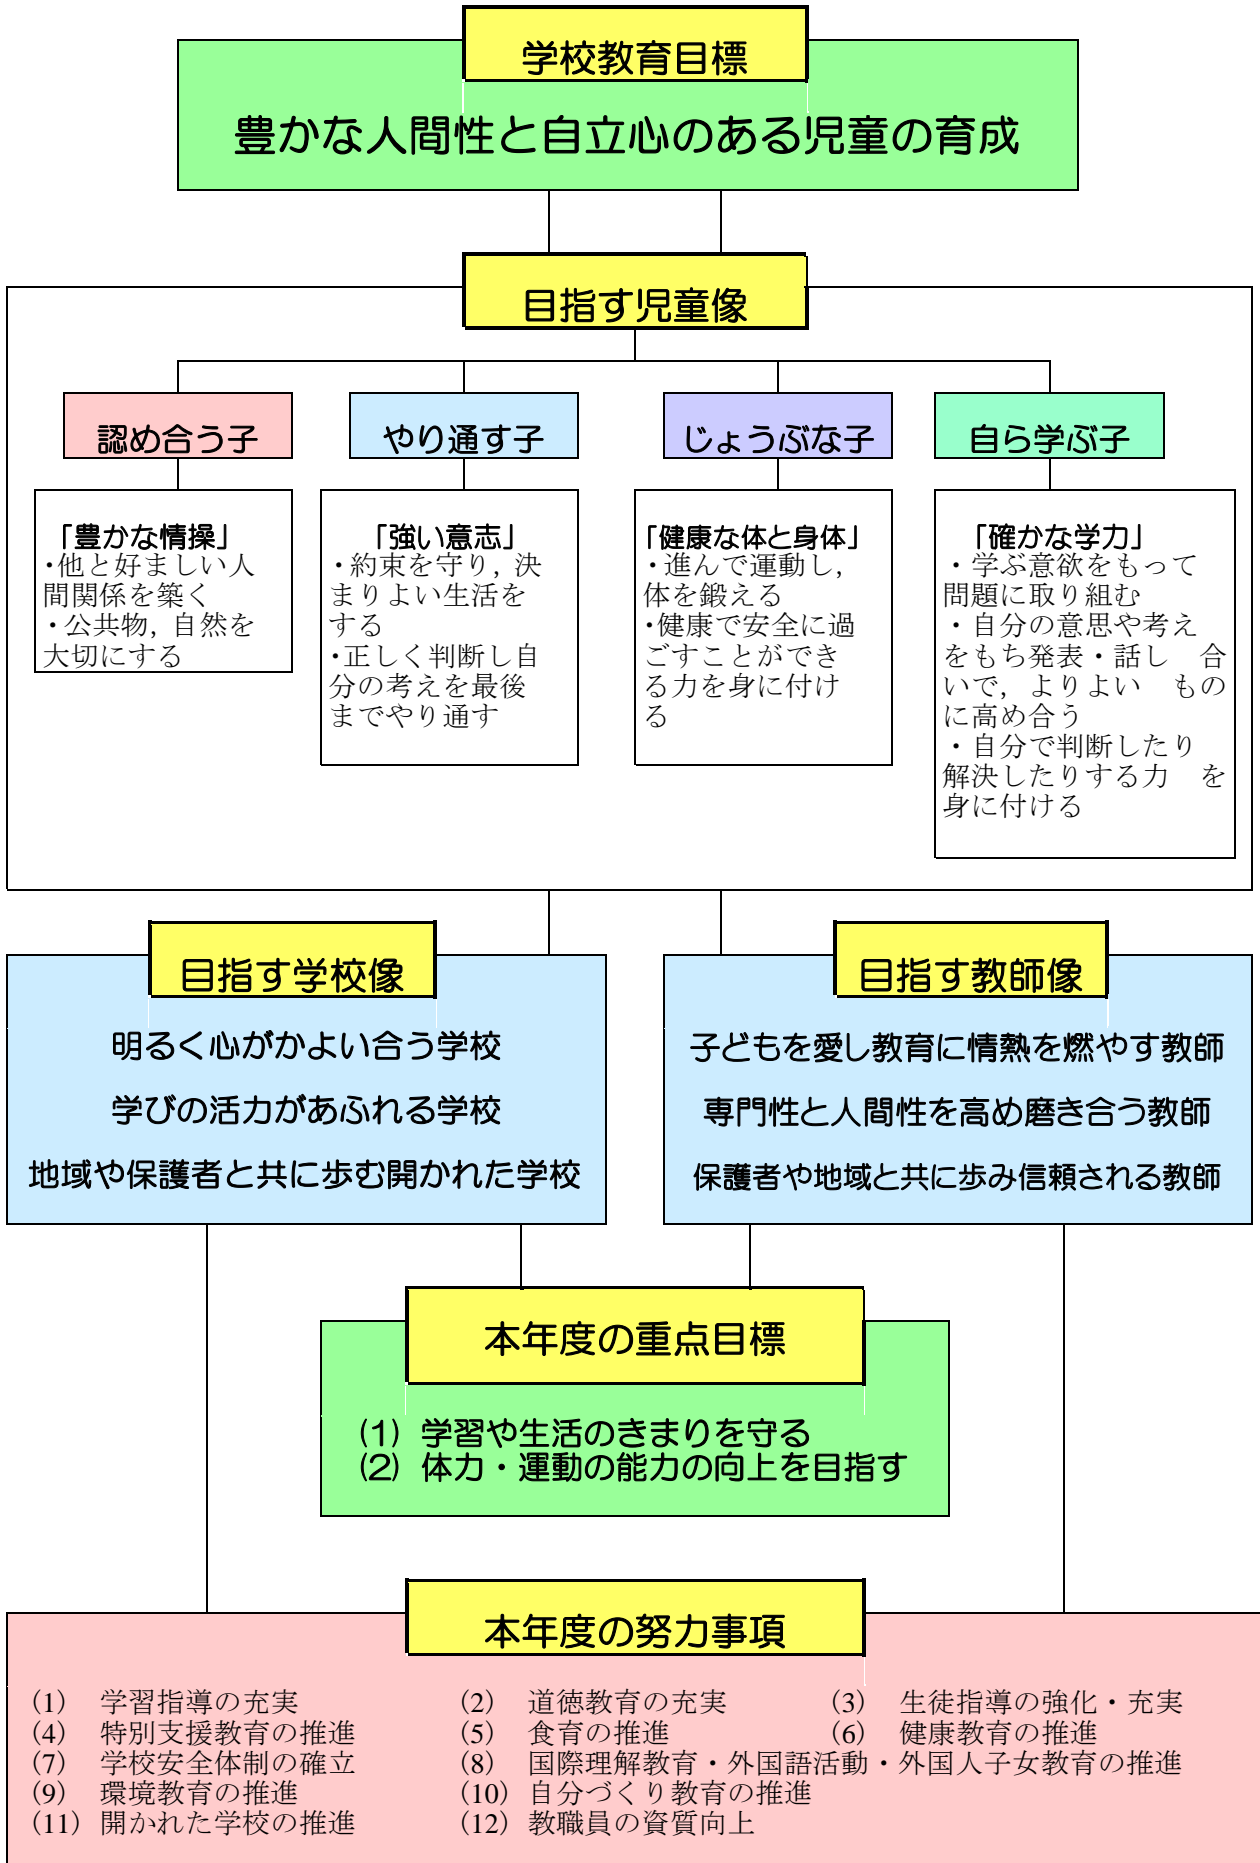 学校教育目標
豊かな人間性と自立心のある児童の育成
目指す児童像
認め合う子
「豊かな情操」
・他と好ましい人
間関係を築く
・公共物，自然を
大切にする
やり通す子
「強い意志」
・約束を守り，決
まりよい生活を
する
・正しく判断し自
分の考えを最後
までやり通す
じょうぶな子
「健康な体と身体」
・進んで運動し，
体を鍛える
・健康で安全に過
ごすことができ
る力を身に付け
る
自ら学ぶ子
「確かな学力」
・学ぶ意欲をもって
問題に取り組む
・自分の意思や考え
をもち発表・話し　合
いで，よりよい　もの
に高め合う
・自分で判断したり
解決したりする力　を
身に付ける
目指す学校像
明るく心がかよい合う学校
学びの活力があふれる学校
地域や保護者と共に歩む開かれた学校
目指す教師像
子どもを愛し教育に情熱を燃やす教師
専門性と人間性を高め磨き合う教師
保護者や地域と共に歩み信頼される教師
本年度の重点目標
(1) 学習や生活のきまりを守る
(2) 体力・運動の能力の向上を目指す
本年度の努力事項
（1）　学習指導の充実　（2）　道徳教育の充実　（3）　生徒指導の強化・充実
（4）　特別支援教育の推進　（5）　食育の推進　（6）　健康教育の推進
（7）　学校安全体制の確立　（8）　国際理解教育・外国語活動・外国人子女教育の推進
（9）　環境教育の推進　（10）自分づくり教育の推進
（11）開かれた学校の推進　（12）教職員の資質向上